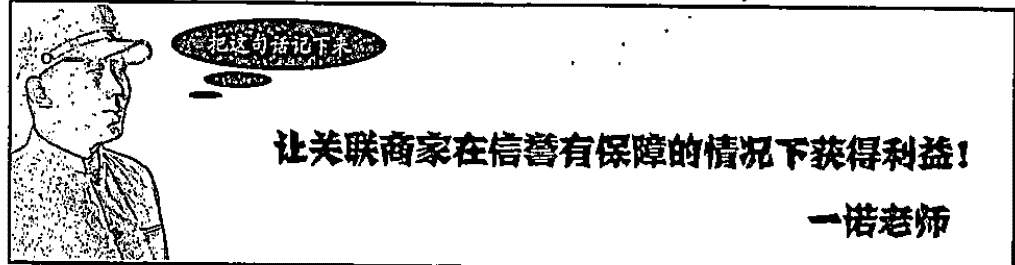 把这句话记下来
让关联商家在信誉有保障的情况下获得利益！
一诺老师